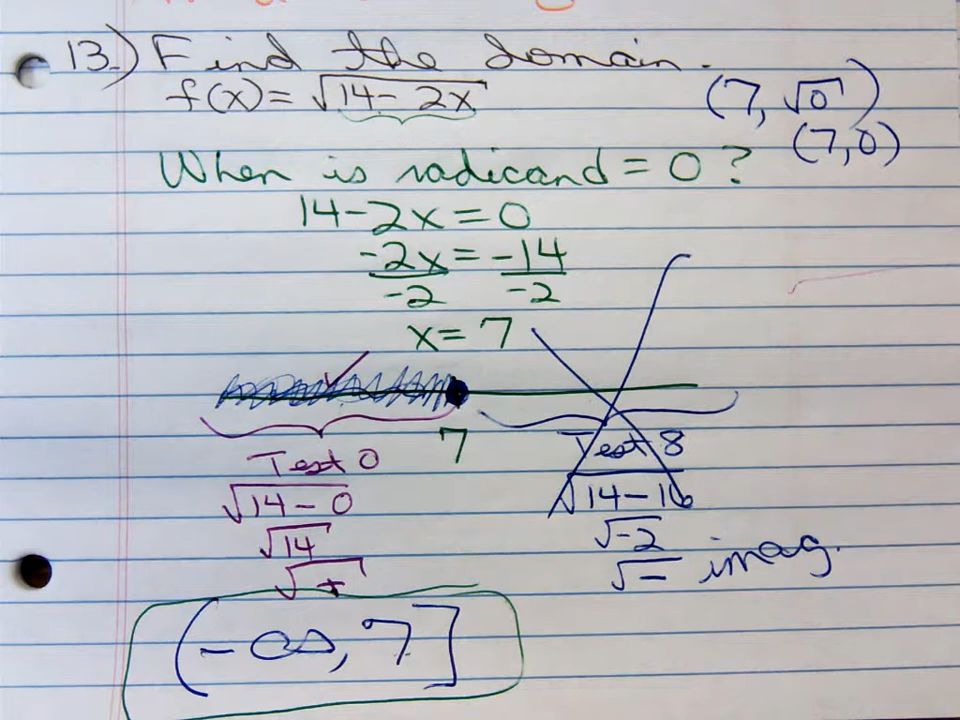 13.) Find the domain.
f(x) = √14 - 2x
(7, √0)
(7, 0)
When is radicand = 0 ?
14 - 2x = 0
-2x = -14
-2 -2
x = 7
7
Test 0
√14 - 0
√14
√+
Test 8
√14 - 16
√-2
√- imag.
(-∞, 7]